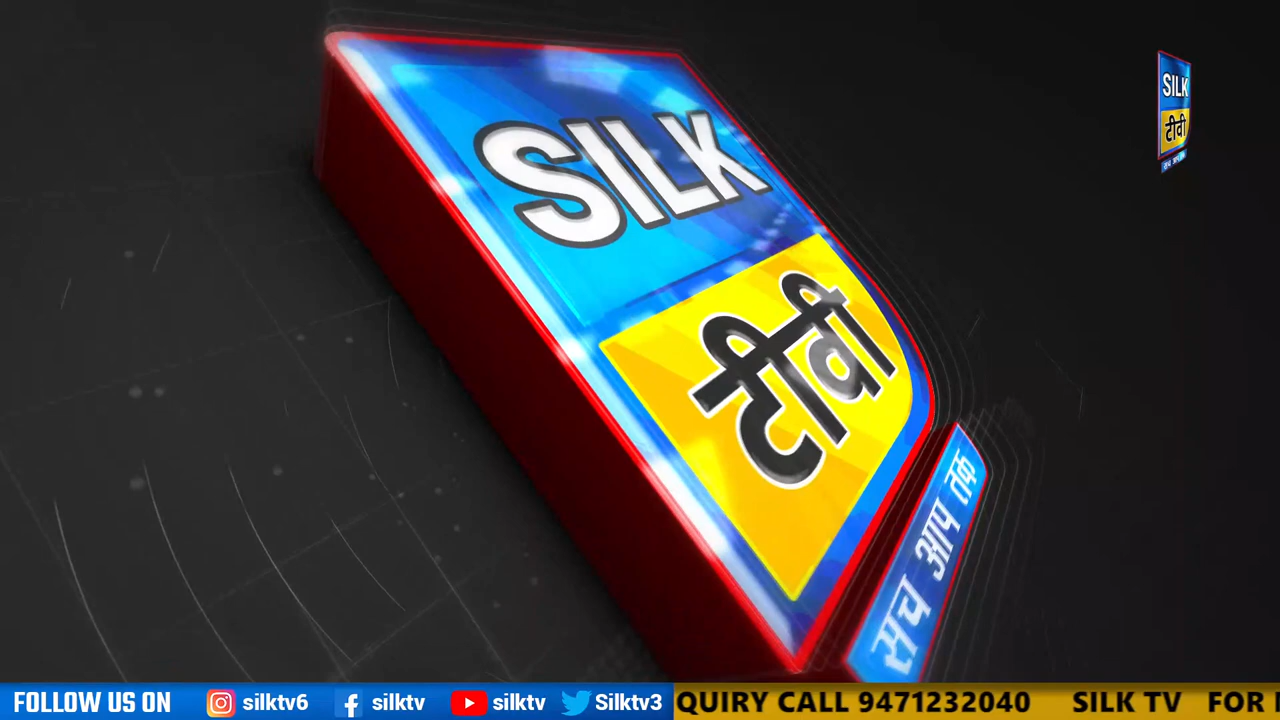 SILK
टीवी
सच आप तक
SILK
टीवी
FOLLOW US ON silktv6 silktv silktv Silktv3 QUIRY CALL 9471232040 SILK TV FOR